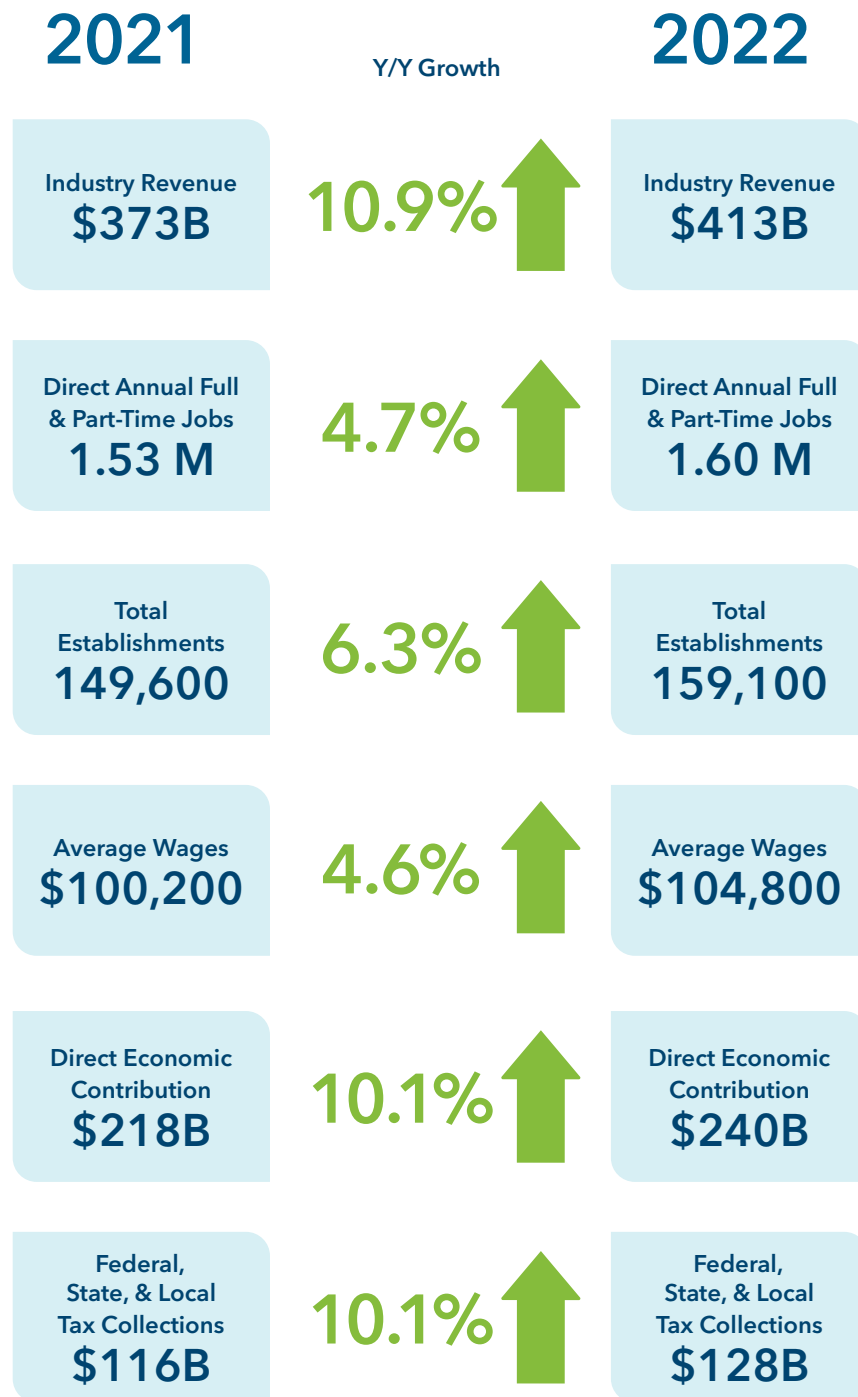 2021
Y/Y Growth
2022
Industry Revenue
$373B
10.9%
Industry Revenue
$413B
Direct Annual Full
& Part-Time Jobs
1.53 M
4.7%
Direct Annual Full
& Part-Time Jobs
1.60 M
Total
Establishments
149,600
6.3%
Total
Establishments
159,100
Average Wages
$100,200
4.6%
Average Wages
$104,800
Direct Economic
Contribution
$218B
10.1%
Direct Economic
Contribution
$240B
Federal,
State, & Local
Tax Collections
$116B
10.1%
Federal,
State, & Local
Tax Collections
$128B